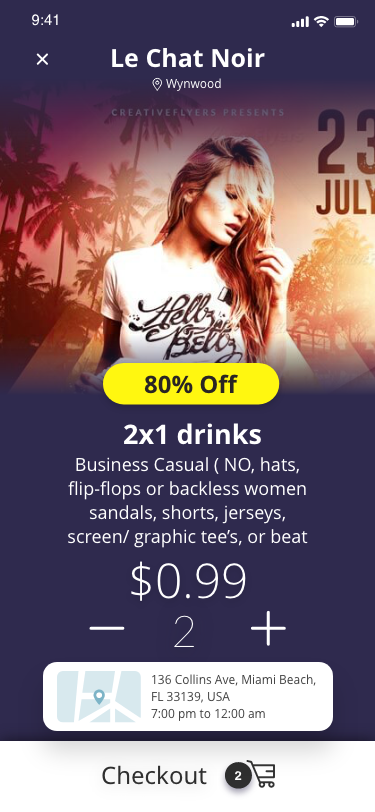 9:41
Le Chat Noir
Wynwood
CREATIVEFLYERS PRESENTS
23
JULY
Hells
Bells
80% Off
2x1 drinks
Business Casual ( NO, hats,
flip-flops or backless women
sandals, shorts, jerseys,
screen/ graphic tee’s, or beat
$0.99
2
136 Collins Ave, Miami Beach,
FL 33139, USA
7:00 pm to 12:00 am
Checkout 2